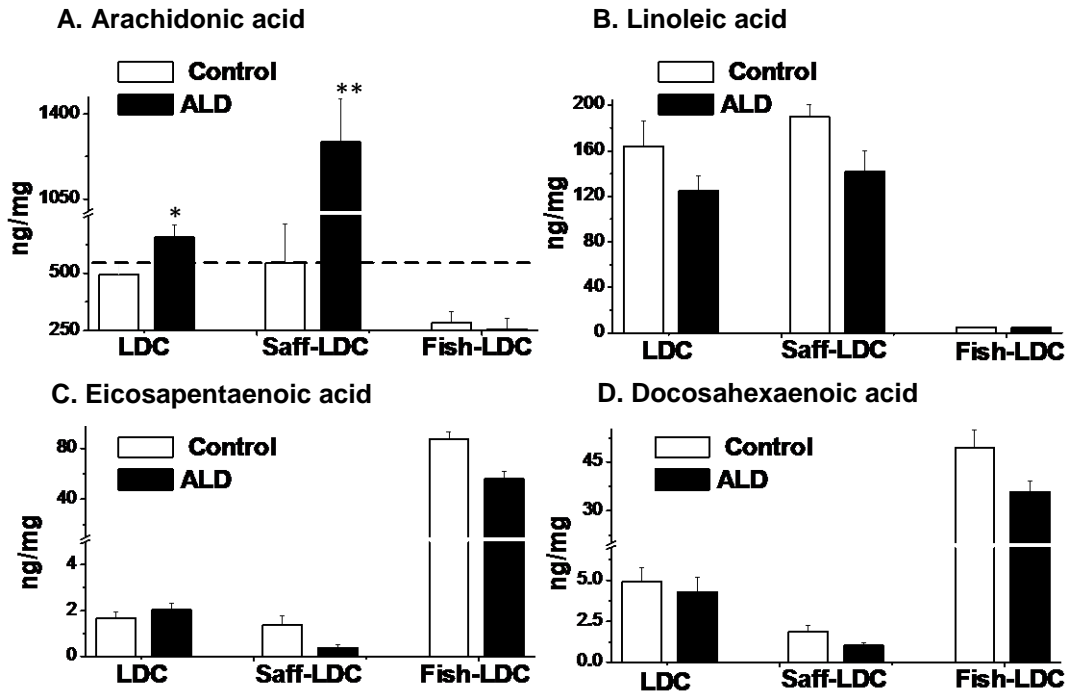 A. Arachidonic acid
Control
ALD
*
**
1400
1050
500
250
ng/mg
LDC Saff-LDC Fish-LDC
B. Linoleic acid
Control
ALD
200
160
120
80
40
0
ng/mg
LDC Saff-LDC Fish-LDC
C. Eicosapentaenoic acid
Control
ALD
80
40
4
2
0
ng/mg
LDC Saff-LDC Fish-LDC
D. Docosahexaenoic acid
Control
ALD
45
30
5.0
2.5
0.0
ng/mg
LDC Saff-LDC Fish-LDC